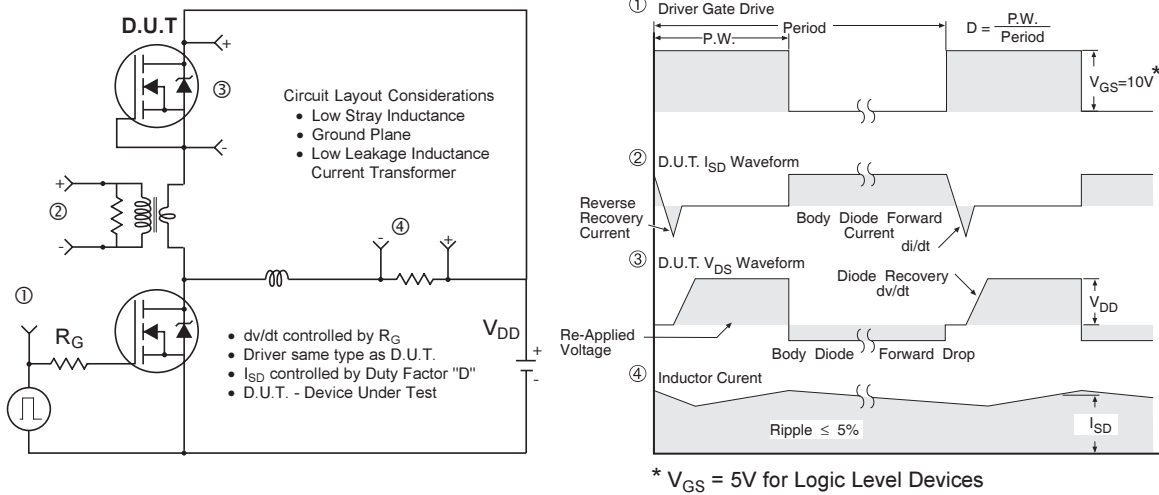 D.U.T
+
③
-
Circuit Layout Considerations
• Low Stray Inductance
• Ground Plane
• Low Leakage Inductance
Current Transformer
+
②
-
④
-
+
①
R_G
• dv/dt controlled by R_G
• Driver same type as D.U.T.
• I_SD controlled by Duty Factor "D"
• D.U.T. - Device Under Test
V_DD
+
-
① Driver Gate Drive
Period
P.W.
D = P.W. / Period
V_GS=10V*
② D.U.T. I_SD Waveform
Reverse
Recovery
Current
Body Diode Forward
Current
di/dt
③ D.U.T. V_DS Waveform
Diode Recovery
dv/dt
V_DD
Re-Applied
Voltage
Body Diode Forward Drop
④ Inductor Curent
Ripple ≤ 5%
I_SD
* V_GS = 5V for Logic Level Devices